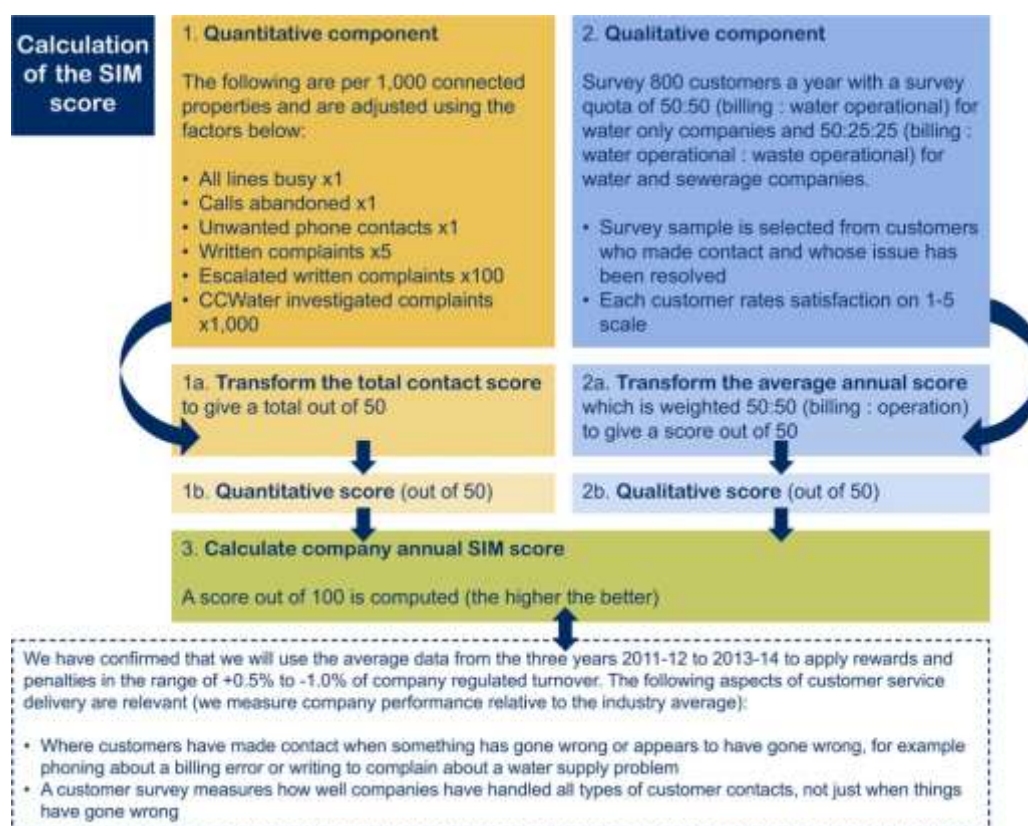 Calculation
of the SIM
score
1. Quantitative component
The following are per 1,000 connected
properties and are adjusted using the
factors below:
• All lines busy x1
• Calls abandoned x1
• Unwanted phone contacts x1
• Written complaints x5
• Escalated written complaints x100
• CCWater investigated complaints
x1,000
2. Qualitative component
Survey 800 customers a year with a survey
quota of 50:50 (billing : water operational) for
water only companies and 50:25:25 (billing :
water operational : waste operational) for
water and sewerage companies.
• Survey sample is selected from customers
who made contact and whose issue has
been resolved
• Each customer rates satisfaction on 1-5
scale
1a. Transform the total contact score
to give a total out of 50
2a. Transform the average annual score
which is weighted 50:50 (billing : operation)
to give a score out of 50
1b. Quantitative score (out of 50)
2b. Qualitative score (out of 50)
3. Calculate company annual SIM score
A score out of 100 is computed (the higher the better)
We have confirmed that we will use the average data from the three years 2011-12 to 2013-14 to apply rewards and
penalties in the range of +0.5% to -1.0% of company regulated turnover. The following aspects of customer service
delivery are relevant (we measure company performance relative to the industry average):
• Where customers have made contact when something has gone wrong or appears to have gone wrong, for example
phoning about a billing error or writing to complain about a water supply problem
• A customer survey measures how well companies have handled all types of customer contacts, not just when things
have gone wrong